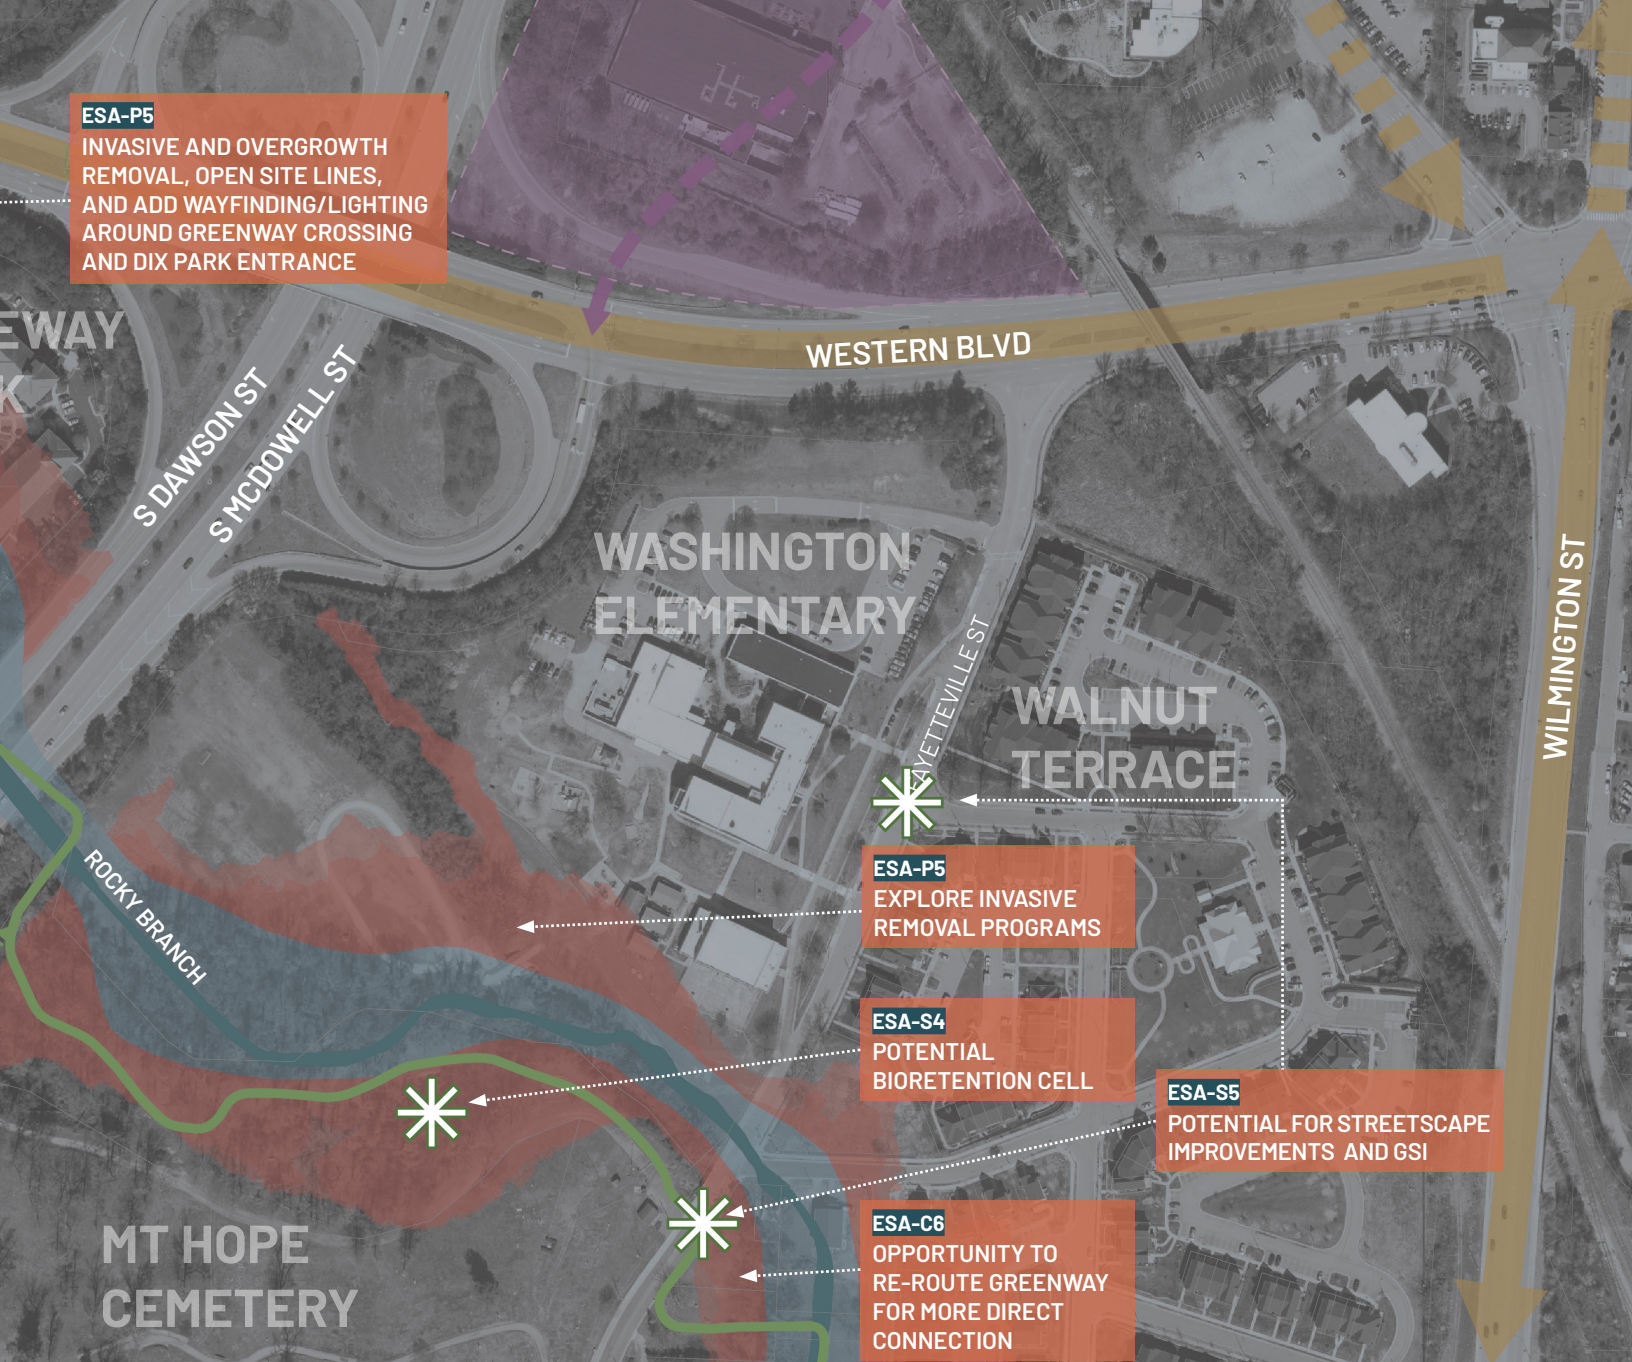 ESA-P5
INVASIVE AND OVERGROWTH
REMOVAL, OPEN SITE LINES,
AND ADD WAYFINDING/LIGHTING
AROUND GREENWAY CROSSING
AND DIX PARK ENTRANCE
EWAY
K
S DAWSON ST
S MCDOWELL ST
WESTERN BLVD
WASHINGTON
ELEMENTARY
FAYETTEVILLE ST
WALNUT
TERRACE
WILMINGTON ST
ROCKY BRANCH
ESA-P5
EXPLORE INVASIVE
REMOVAL PROGRAMS
ESA-S4
POTENTIAL
BIORETENTION CELL
ESA-S5
POTENTIAL FOR STREETSCAPE
IMPROVEMENTS AND GSI
ESA-C6
OPPORTUNITY TO
RE-ROUTE GREENWAY
FOR MORE DIRECT
CONNECTION
MT HOPE
CEMETERY